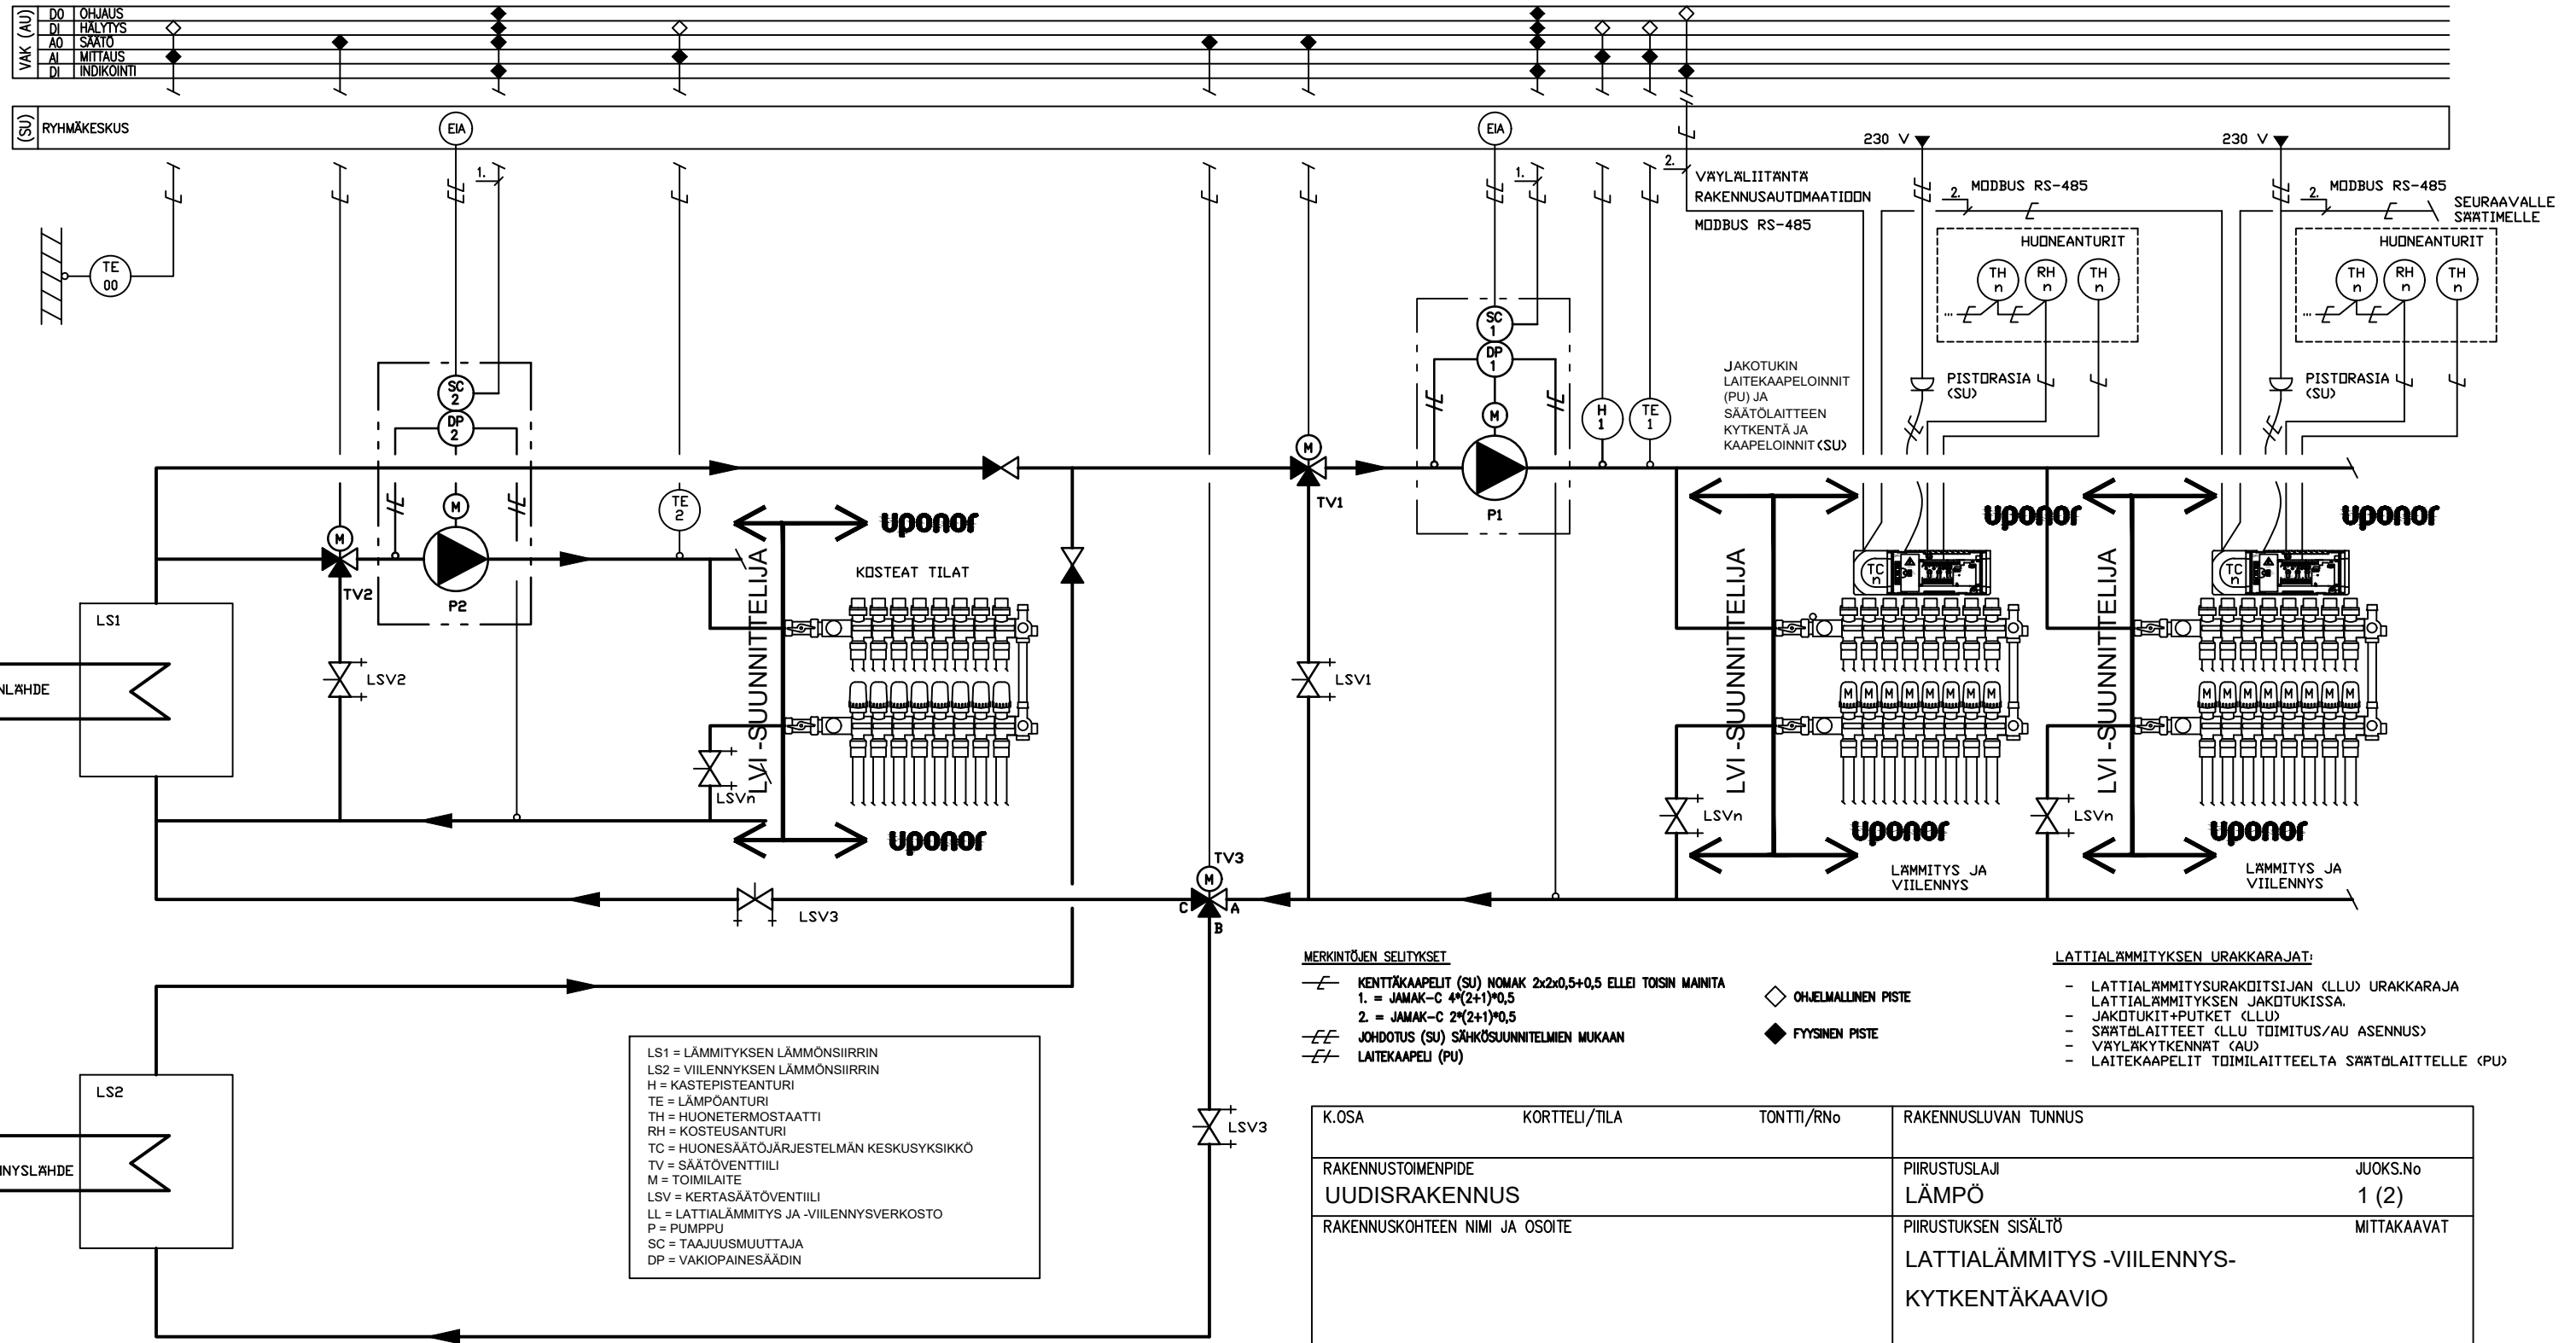 VAK (AU)
DO OHJAUS
DI HÄLYTYS
AO SÄÄTÖ
AI MITTAUS
DI INDIKOINTI
(SU) RYHMÄKESKUS
EIA
EIA
230 V
230 V
1.
1.
2.
VÄYLÄLIITÄNTÄ
RAKENNUSAUTOMAATIOON
MODBUS RS-485
2.
MODBUS RS-485
2.
MODBUS RS-485
SEURAAVALLE
SÄÄTIMELLE
HUONEANTURIT
TH
n
RH
n
TH
n
...
HUONEANTURIT
TH
n
RH
n
TH
n
...
TE
00
SC
1
DP
1
M
P1
H
1
TE
1
JAKOTUKIN
LAITEKAAPELOINNIT
(PU) JA
SÄÄTÖLAITTEEN
KYTKENTÄ JA
KAAPELOINNIT (SU)
PISTORASIA
(SU)
PISTORASIA
(SU)
SC
2
DP
2
M
P2
M
TV2
TE
2
M
TV1
uponor
uponor
uponor
KOSTEAT TILAT
LVI -SUUNNITTELIJA
LVI -SUUNNITTELIJA
LVI -SUUNNITTELIJA
TC
n
TC
n
LS1
NLÄHDE
LSV2
LSV1
M M M M M M M M
M M M M M M M M
LSVn
LSVn
LSVn
uponor
uponor
uponor
LÄMMITYS JA
VIILENNYS
LÄMMITYS JA
VIILENNYS
TV3
M
C
A
B
LSV3
MERKINTÖJEN SELITYKSET
KENTTÄKAAPELIT (SU) NOMAK 2x2x0,5+0,5 ELLEI TOISIN MAINITA
1. = JAMAK-C 4*(2+1)*0,5
2. = JAMAK-C 2*(2+1)*0,5
JOHDOTUS (SU) SÄHKÖSUUNNITELMIEN MUKAAN
LAITEKAAPELI (PU)
OHJELMALLINEN PISTE
FYYSINEN PISTE
LATTIALÄMMITYKSEN URAKKARAJAT:
- LATTIALÄMMITYSURAKOITSIJAN (LLU) URAKKARAJA
LATTIALÄMMITYKSEN JAKOTUKISSA.
- JAKOTUKIT+PUTKET (LLU)
- SÄÄTÖLAITTEET (LLU TOIMITUS/AU ASENNUS)
- VÄYLÄKYTKENNÄT (AU)
- LAITEKAAPELIT TOIMILAITTEELTA SÄÄTÖLAITTELLE (PU)
LS1 = LÄMMITYKSEN LÄMMÖNSIIRRIN
LS2 = VIILENNYKSEN LÄMMÖNSIIRRIN
H = KASTEPISTEANTURI
TE = LÄMPÖANTURI
TH = HUONETERMOSTAATTI
RH = KOSTEUSANTURI
TC = HUONESÄÄTÖJÄRJESTELMÄN KESKUSYKSIKKÖ
TV = SÄÄTÖVENTTIILI
M = TOIMILAITE
LSV = KERTASÄÄTÖVENTIILI
LL = LATTIALÄMMITYS JA -VIILENNYSVERKOSTO
P = PUMPPU
SC = TAAJUUSMUUTTAJA
DP = VAKIOPAINESÄÄDIN
LS2
NYSLÄHDE
LSV3
K.OSA KORTTELI/TILA TONTTI/RNo RAKENNUSLUVAN TUNNUS
RAKENNUSTOIMENPIDE PIIRUSTUSLAJI JUOKS.No
UUDISRAKENNUS LÄMPÖ 1 (2)
RAKENNUSKOHTEEN NIMI JA OSOITE PIIRUSTUKSEN SISÄLTÖ MITTAKAAVAT
LATTIALÄMMITYS -VIILENNYS-
KYTKENTÄKAAVIO